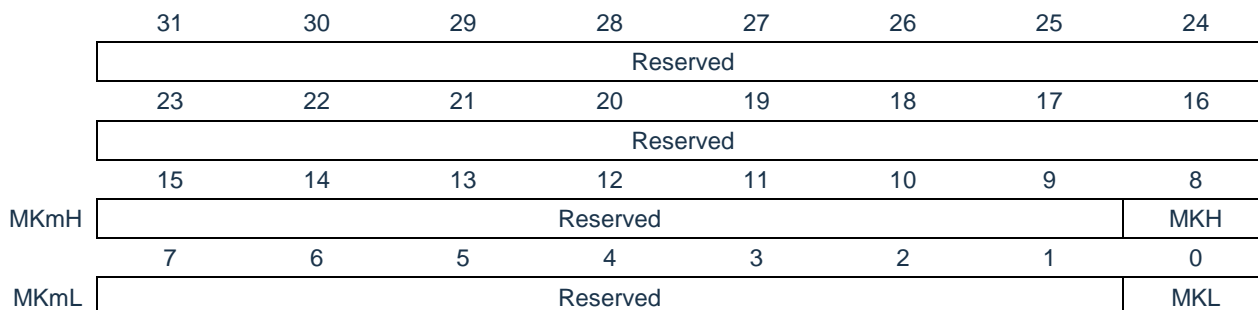 31 30 29 28 27 26 25 24
Reserved
23 22 21 20 19 18 17 16
Reserved
15 14 13 12 11 10 9 8
MKmH Reserved MKH
7 6 5 4 3 2 1 0
MKmL Reserved MKL